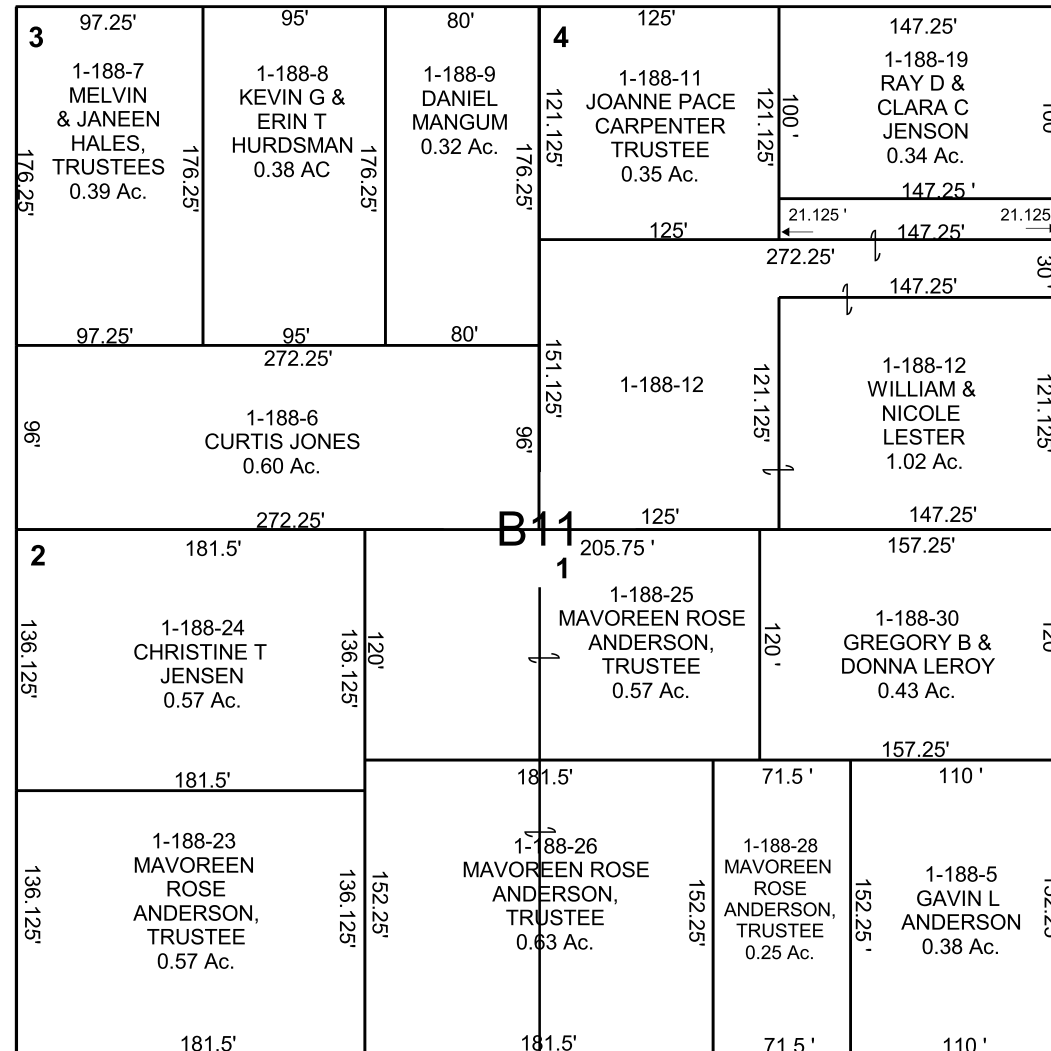 3
97.25'
1-188-7
MELVIN
& JANEEN
HALES,
TRUSTEES
0.39 Ac.
176.25'
176.25'
97.25'
95'
1-188-8
KEVIN G &
ERIN T
HURDSMAN
0.38 AC
176.25'
95'
80'
1-188-9
DANIEL
MANGUM
0.32 Ac.
176.25'
80'
4
125'
1-188-11
JOANNE PACE
CARPENTER
TRUSTEE
0.35 Ac.
121.125'
121.125'
125'
147.25'
1-188-19
RAY D &
CLARA C
JENSON
0.34 Ac.
100 '
147.25 '
21.125 '
21.125
147.25'
272.25'
30 '
147.25'
272.25'
1-188-6
CURTIS JONES
0.60 Ac.
96'
96'
272.25'
151.125'
1-188-12
121.125'
125'
1-188-12
WILLIAM &
NICOLE
LESTER
1.02 Ac.
121.125'
147.25'
B11
2
181.5'
1-188-24
CHRISTINE T
JENSEN
0.57 Ac.
136.125'
136.125'
181.5'
1
205.75 '
1-188-25
MAVOREEN ROSE
ANDERSON,
TRUSTEE
0.57 Ac.
120'
120 '
157.25'
1-188-30
GREGORY B &
DONNA LEROY
0.43 Ac.
157.25'
1-188-23
MAVOREEN
ROSE
ANDERSON,
TRUSTEE
0.57 Ac.
136.125'
136.125'
181.5'
181.5'
1-188-26
MAVOREEN ROSE
ANDERSON,
TRUSTEE
0.63 Ac.
152.25'
152.25'
181.5'
71.5 '
1-188-28
MAVOREEN
ROSE
ANDERSON,
TRUSTEE
0.25 Ac.
152.25 '
71.5 '
110 '
1-188-5
GAVIN L
ANDERSON
0.38 Ac.
110 '